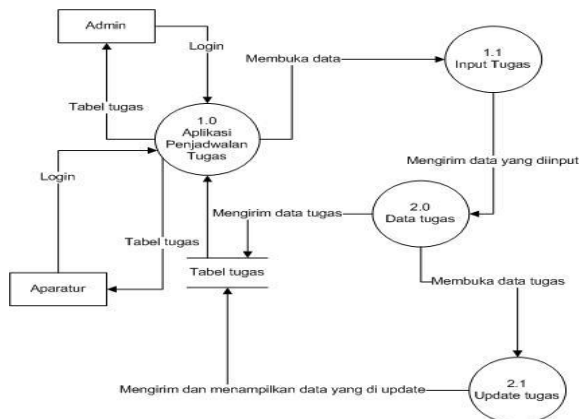 Admin
Login
Membuka data
1.1
Input Tugas
Tabel tugas
1.0
Aplikasi
Penjadwalan
Tugas
Login
Mengirim data yang diinput
Mengirim data tugas
2.0
Data tugas
Tabel tugas
Tabel tugas
Aparatur
Membuka data tugas
Mengirim dan menampilkan data yang di update
2.1
Update tugas